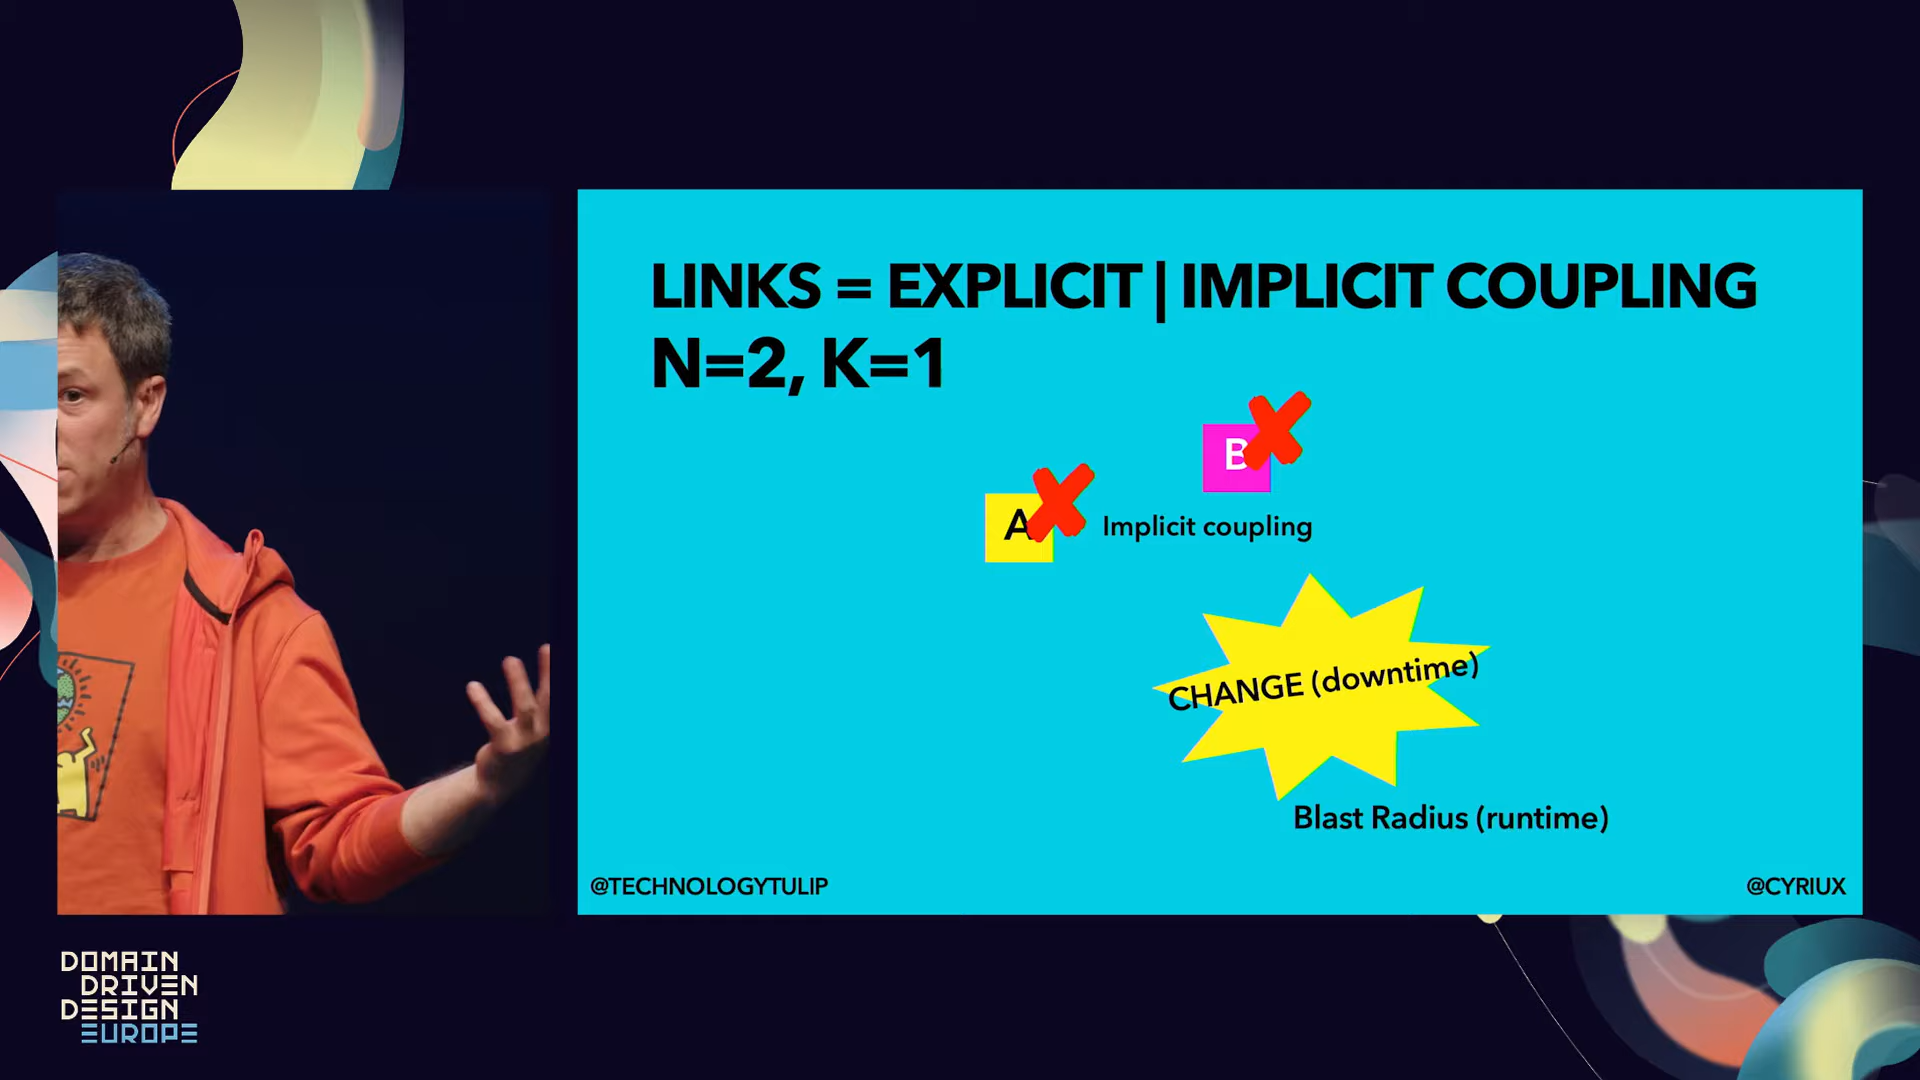 LINKS = EXPLICIT | IMPLICIT COUPLING
N=2, K=1
B
A
Implicit coupling
CHANGE (downtime)
Blast Radius (runtime)
@TECHNOLOGYTULIP
@CYRIUX
DOMAIN
DRIVEN
DESIGN
EUROPE